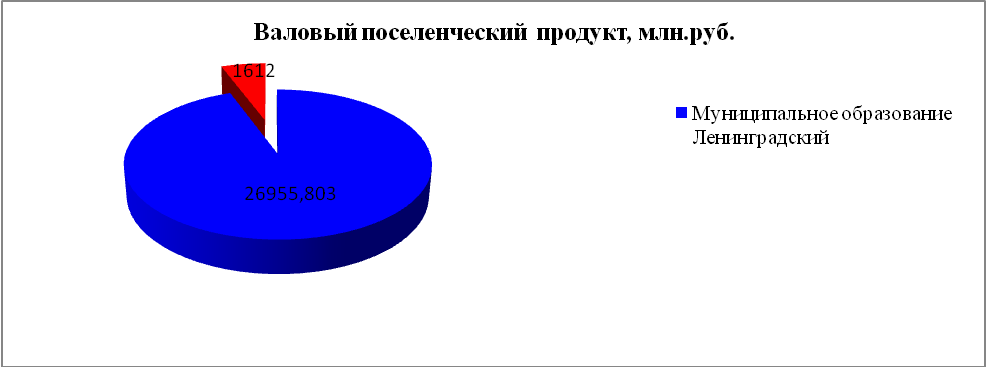 Валовый поселенческий продукт, млн.руб.
1612
Муниципальное образование
Ленинградский
26955,803